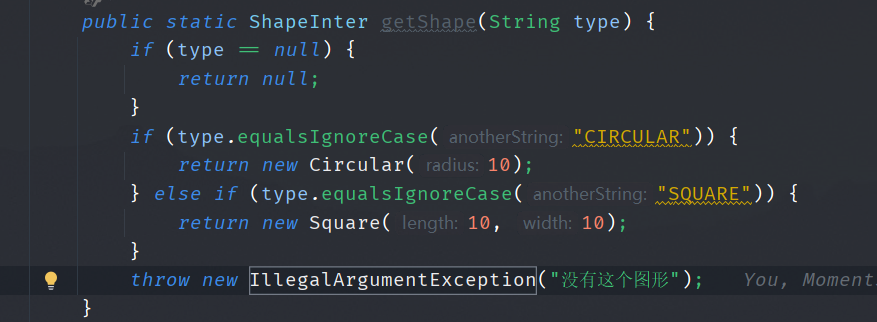 public static ShapeInter getShape(String type) {
if (type == null) {
return null;
}
if (type.equalsIgnoreCase( anotherString: "CIRCULAR")) {
return new Circular( radius: 10);
} else if (type.equalsIgnoreCase( anotherString: "SQUARE")) {
return new Square( length: 10, width: 10);
}
throw new IllegalArgumentException("没有这个图形"); You, Moment
}